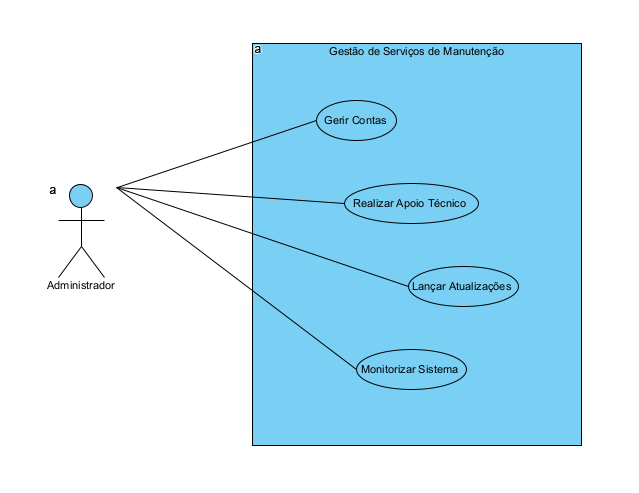 a
Gestão de Serviços de Manutenção
Gerir Contas
a
Realizar Apoio Técnico
Administrador
Lançar Atualizações
Monitorizar Sistema